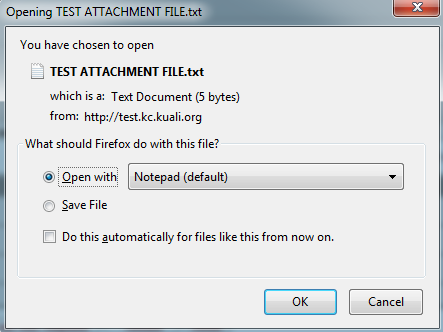 Opening TEST ATTACHMENT FILE.txt
You have chosen to open
TEST ATTACHMENT FILE.txt
which is a: Text Document (5 bytes)
from: http://test.kc.kuali.org
What should Firefox do with this file?
Open with Notepad (default)
Save File
Do this automatically for files like this from now on.
OK Cancel